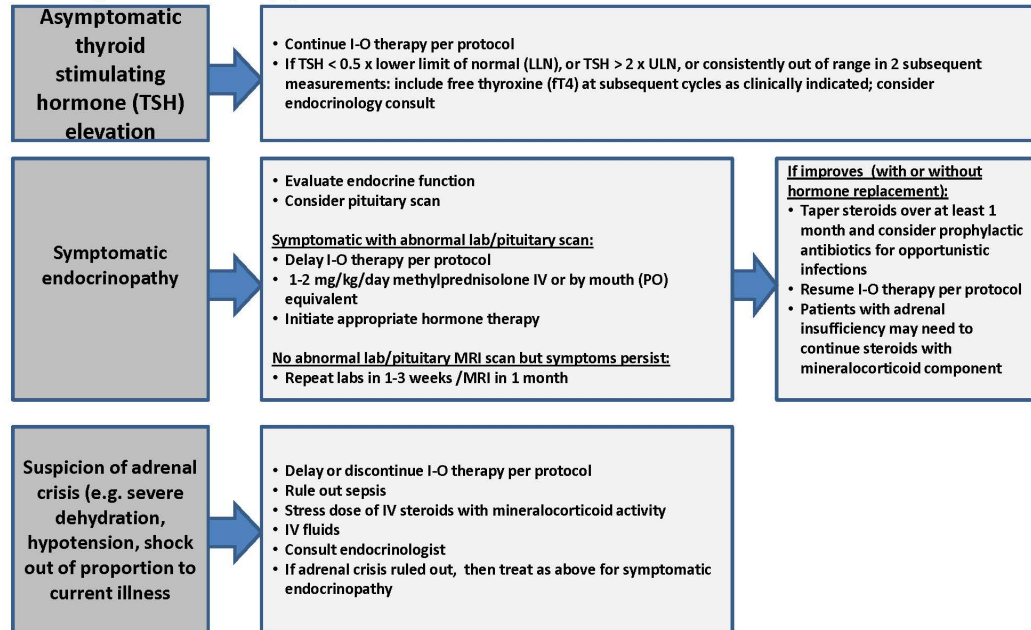 Asymptomatic
thyroid
stimulating
hormone (TSH)
elevation
• Continue I-O therapy per protocol
• If TSH < 0.5 x lower limit of normal (LLN), or TSH > 2 x ULN, or consistently out of range in 2 subsequent
measurements: include free thyroxine (fT4) at subsequent cycles as clinically indicated; consider
endocrinology consult
Symptomatic
endocrinopathy
• Evaluate endocrine function
• Consider pituitary scan
Symptomatic with abnormal lab/pituitary scan:
• Delay I-O therapy per protocol
• 1-2 mg/kg/day methylprednisolone IV or by mouth (PO)
equivalent
• Initiate appropriate hormone therapy
No abnormal lab/pituitary MRI scan but symptoms persist:
• Repeat labs in 1-3 weeks /MRI in 1 month
If improves (with or without
hormone replacement):
• Taper steroids over at least 1
month and consider prophylactic
antibiotics for opportunistic
infections
• Resume I-O therapy per protocol
• Patients with adrenal
insufficiency may need to
continue steroids with
mineralocorticoid component
Suspicion of adrenal
crisis (e.g. severe
dehydration,
hypotension, shock
out of proportion to
current illness
• Delay or discontinue I-O therapy per protocol
• Rule out sepsis
• Stress dose of IV steroids with mineralocorticoid activity
• IV fluids
• Consult endocrinologist
• If adrenal crisis ruled out, then treat as above for symptomatic
endocrinopathy